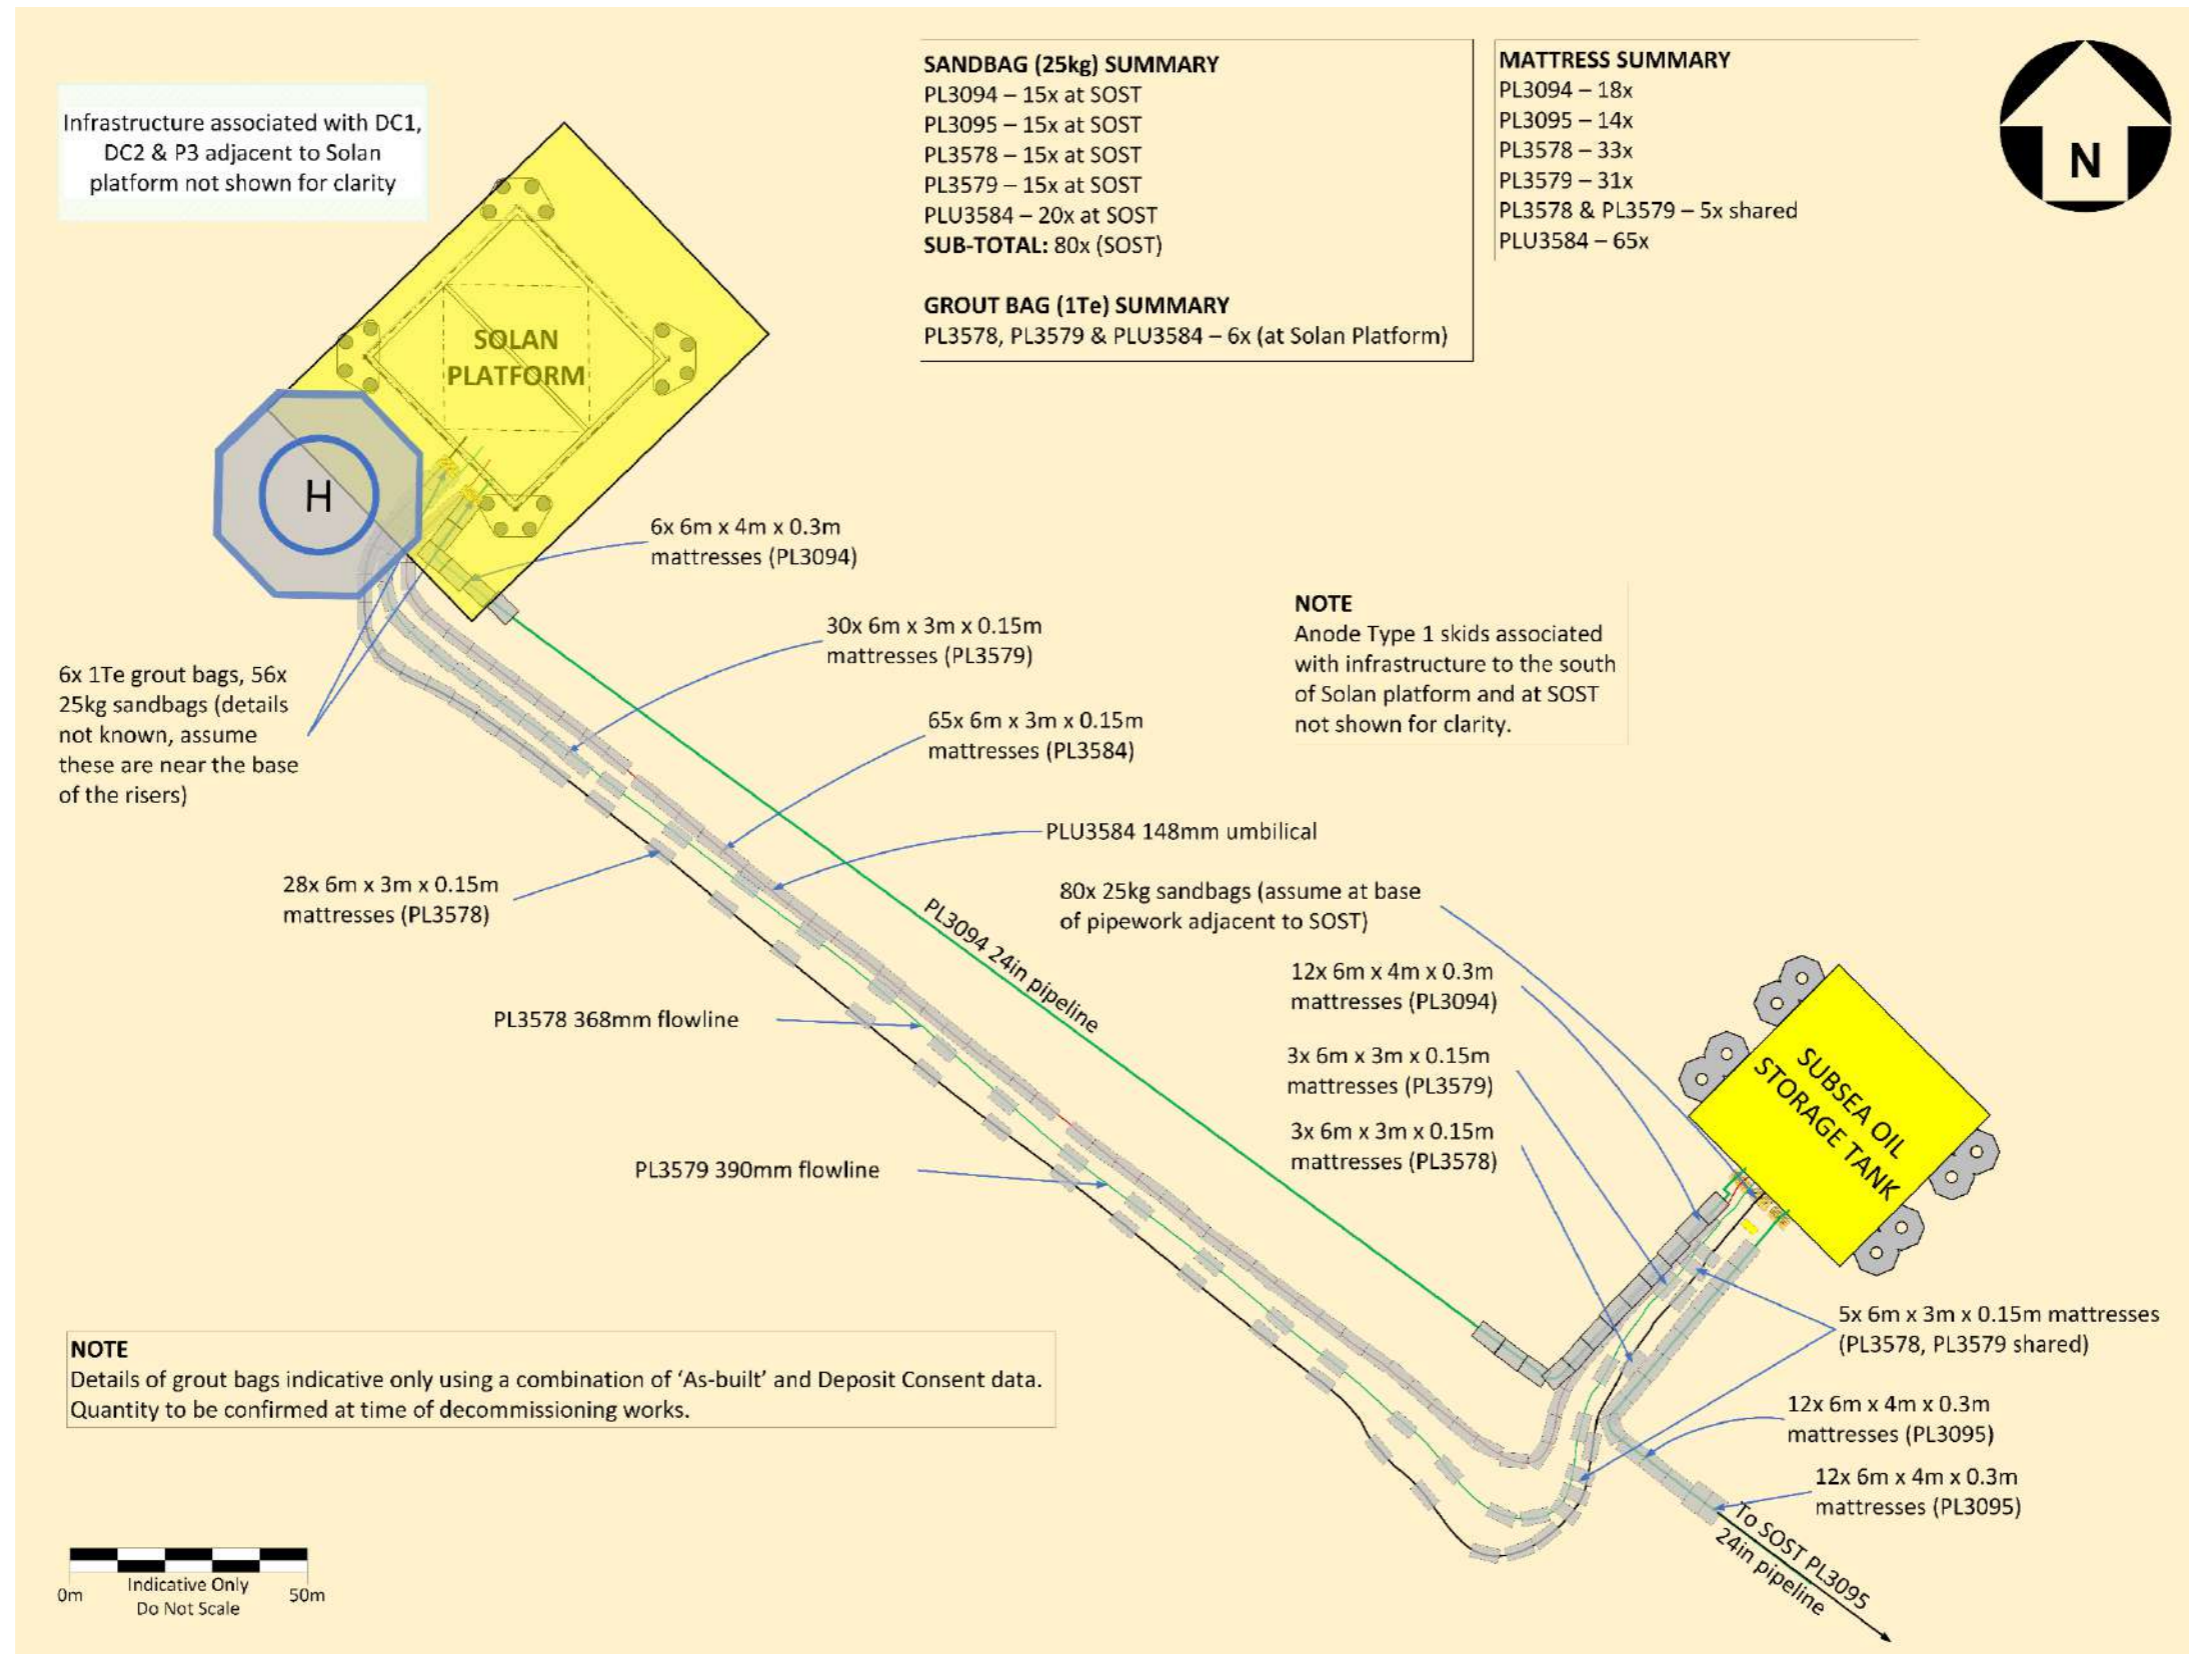 Infrastructure associated with DC1,
DC2 & P3 adjacent to Solan
platform not shown for clarity
SANDBAG (25kg) SUMMARY
PL3094 – 15x at SOST
PL3095 – 15x at SOST
PL3578 – 15x at SOST
PL3579 – 15x at SOST
PLU3584 – 20x at SOST
SUB-TOTAL: 80x (SOST)
GROUT BAG (1Te) SUMMARY
PL3578, PL3579 & PLU3584 – 6x (at Solan Platform)
MATTRESS SUMMARY
PL3094 – 18x
PL3095 – 14x
PL3578 – 33x
PL3579 – 31x
PL3578 & PL3579 – 5x shared
PLU3584 – 65x
N
SOLAN
PLATFORM
H
6x 6m x 4m x 0.3m
mattresses (PL3094)
30x 6m x 3m x 0.15m
mattresses (PL3579)
65x 6m x 3m x 0.15m
mattresses (PL3584)
NOTE
Anode Type 1 skids associated
with infrastructure to the south
of Solan platform and at SOST
not shown for clarity.
6x 1Te grout bags, 56x
25kg sandbags (details
not known, assume
these are near the base
of the risers)
PLU3584 148mm umbilical
28x 6m x 3m x 0.15m
mattresses (PL3578)
80x 25kg sandbags (assume at base
of pipework adjacent to SOST)
PL3094 24in pipeline
12x 6m x 4m x 0.3m
mattresses (PL3094)
PL3578 368mm flowline
3x 6m x 3m x 0.15m
mattresses (PL3579)
3x 6m x 3m x 0.15m
mattresses (PL3578)
SUBSEA OIL
STORAGE TANK
PL3579 390mm flowline
5x 6m x 3m x 0.15m mattresses
(PL3578, PL3579 shared)
12x 6m x 4m x 0.3m
mattresses (PL3095)
12x 6m x 4m x 0.3m
mattresses (PL3095)
To SOST PL3095
24in pipeline
NOTE
Details of grout bags indicative only using a combination of ‘As-built’ and Deposit Consent data.
Quantity to be confirmed at time of decommissioning works.
0m
Indicative Only
Do Not Scale
50m